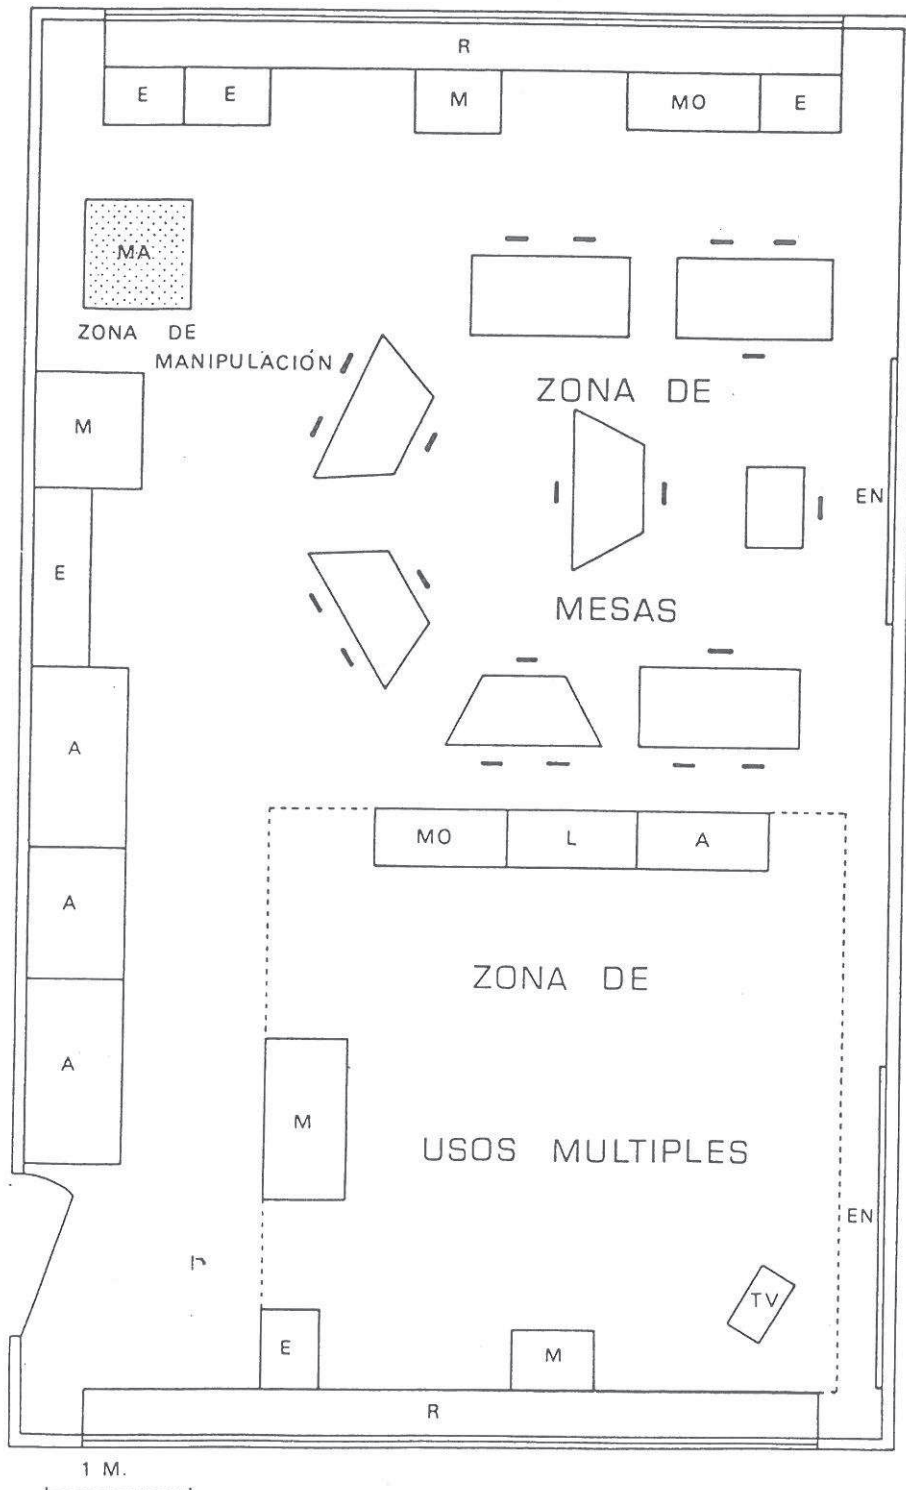 R
E E M MO E
MA
ZONA DE
MANIPULACIÓN
ZONA DE
M
EN
E
MESAS
A
MO L A
A
ZONA DE
A
M
USOS MULTIPLES
EN
TV
E M
R
1 M.